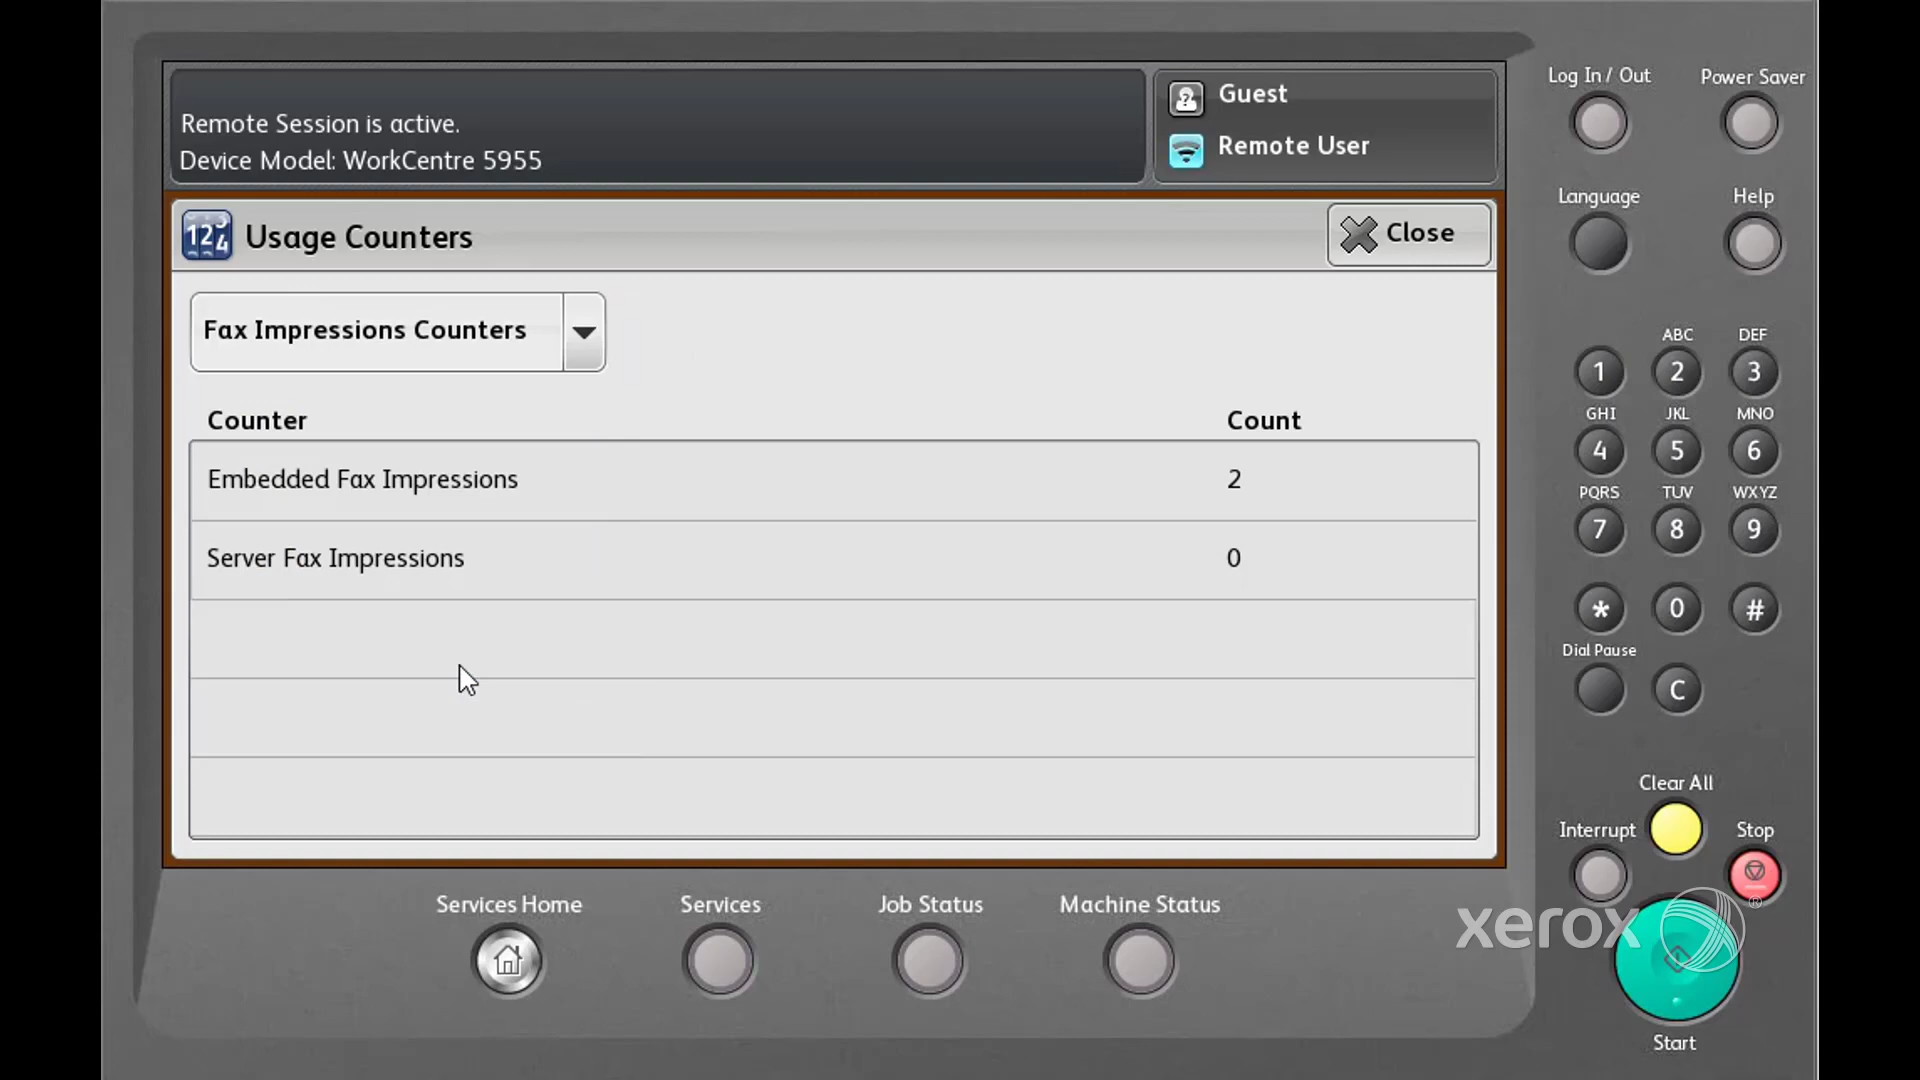 Remote Session is active.
Device Model: WorkCentre 5955
Guest
Remote User
Log In / Out
Power Saver
Language
Help
1234
Usage Counters
Close
Fax Impressions Counters
Counter Count
Embedded Fax Impressions 2
Server Fax Impressions 0
ABC DEF
1 2 3
GHI JKL MNO
4 5 6
PQRS TUV WXYZ
7 8 9
* 0 #
Dial Pause
C
Clear All
Interrupt Stop
Services Home Services Job Status Machine Status
xerox ®
Start